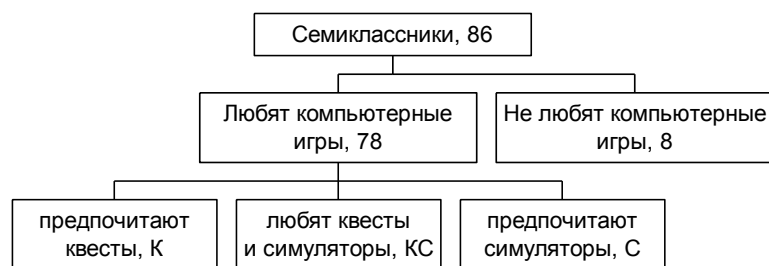 Семиклассники, 86
Любят компьютерные
игры, 78
Не любят компьютерные
игры, 8
предпочитают
квесты, К
любят квесты
и симуляторы, КС
предпочитают
симуляторы, С